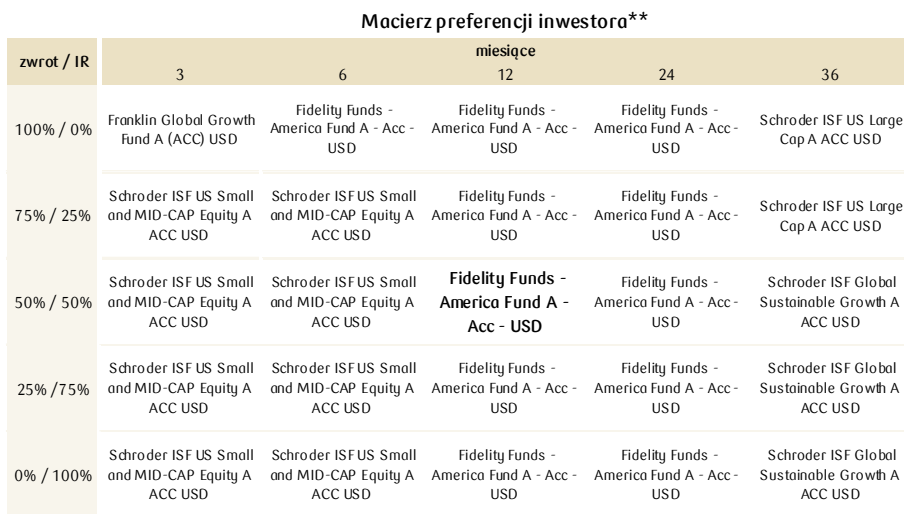 Macierz preferencji inwestora**
zwrot / IR
miesiące
3 6 12 24 36
100% / 0%
Franklin Global Growth
Fund A (ACC) USD
Fidelity Funds -
America Fund A - Acc -
USD
Fidelity Funds -
America Fund A - Acc -
USD
Fidelity Funds -
America Fund A - Acc -
USD
Schroder ISF US Large
Cap A ACC USD
75% / 25%
Schroder ISF US Small
and MID-CAP Equity A
ACC USD
Schroder ISF US Small
and MID-CAP Equity A
ACC USD
Fidelity Funds -
America Fund A - Acc -
USD
Fidelity Funds -
America Fund A - Acc -
USD
Schroder ISF US Large
Cap A ACC USD
50% / 50%
Schroder ISF US Small
and MID-CAP Equity A
ACC USD
Schroder ISF US Small
and MID-CAP Equity A
ACC USD
Fidelity Funds -
America Fund A -
Acc - USD
Fidelity Funds -
America Fund A - Acc -
USD
Schroder ISF Global
Sustainable Growth A
ACC USD
25% /75%
Schroder ISF US Small
and MID-CAP Equity A
ACC USD
Schroder ISF US Small
and MID-CAP Equity A
ACC USD
Fidelity Funds -
America Fund A - Acc -
USD
Fidelity Funds -
America Fund A - Acc -
USD
Schroder ISF Global
Sustainable Growth A
ACC USD
0% / 100%
Schroder ISF US Small
and MID-CAP Equity A
ACC USD
Schroder ISF US Small
and MID-CAP Equity A
ACC USD
Fidelity Funds -
America Fund A - Acc -
USD
Fidelity Funds -
America Fund A - Acc -
USD
Schroder ISF Global
Sustainable Growth A
ACC USD